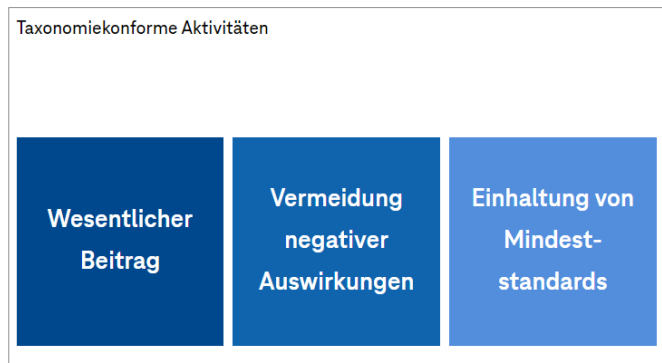 Taxonomiekonforme Aktivitäten
Wesentlicher
Beitrag
Vermeidung
negativer
Auswirkungen
Einhaltung von
Mindest-
standards